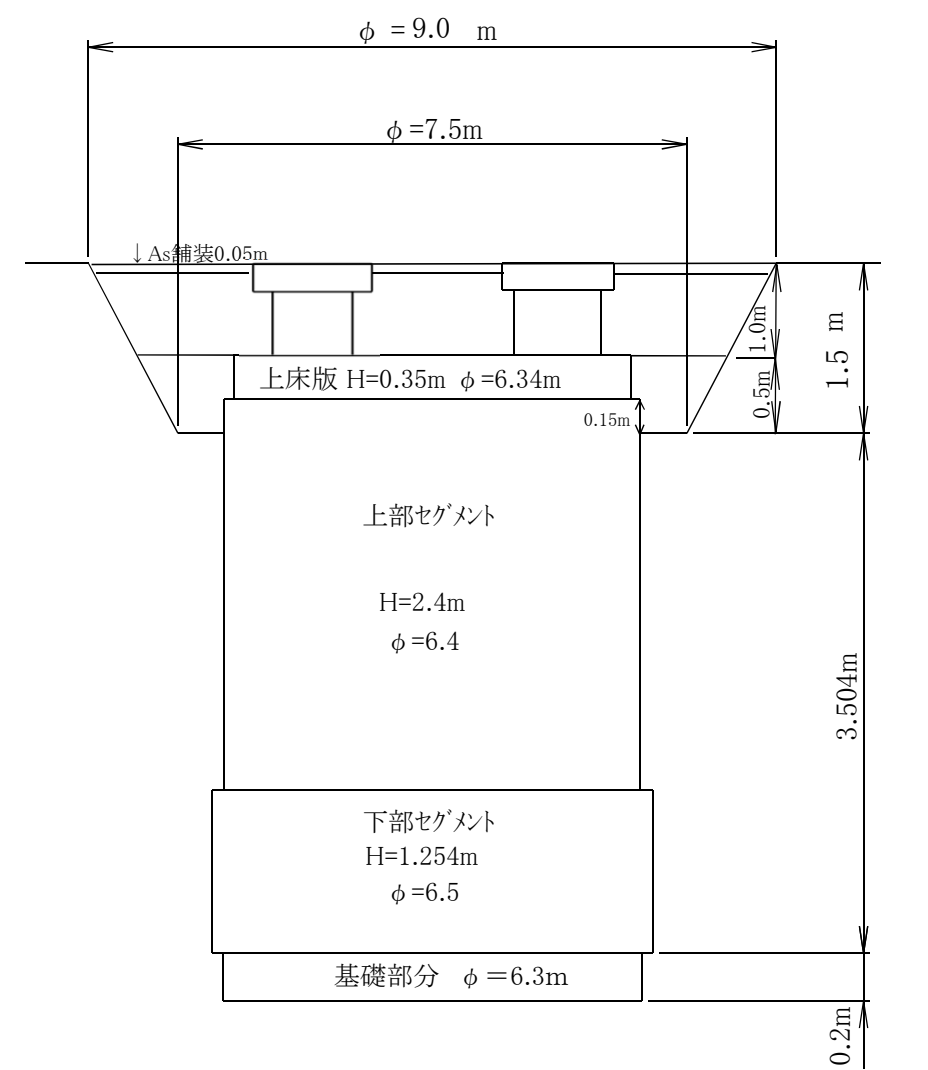 φ =9.0 m
φ=7.5m
↓As舗装0.05m
1.0m
1.5 m
上床版 H=0.35m φ=6.34m
0.5m
0.15m
上部ｾｸﾞﾒﾝﾄ
H=2.4m
φ=6.4
3.504m
下部ｾｸﾞﾒﾝﾄ
H=1.254m
φ=6.5
基礎部分 φ＝6.3m
0.2m